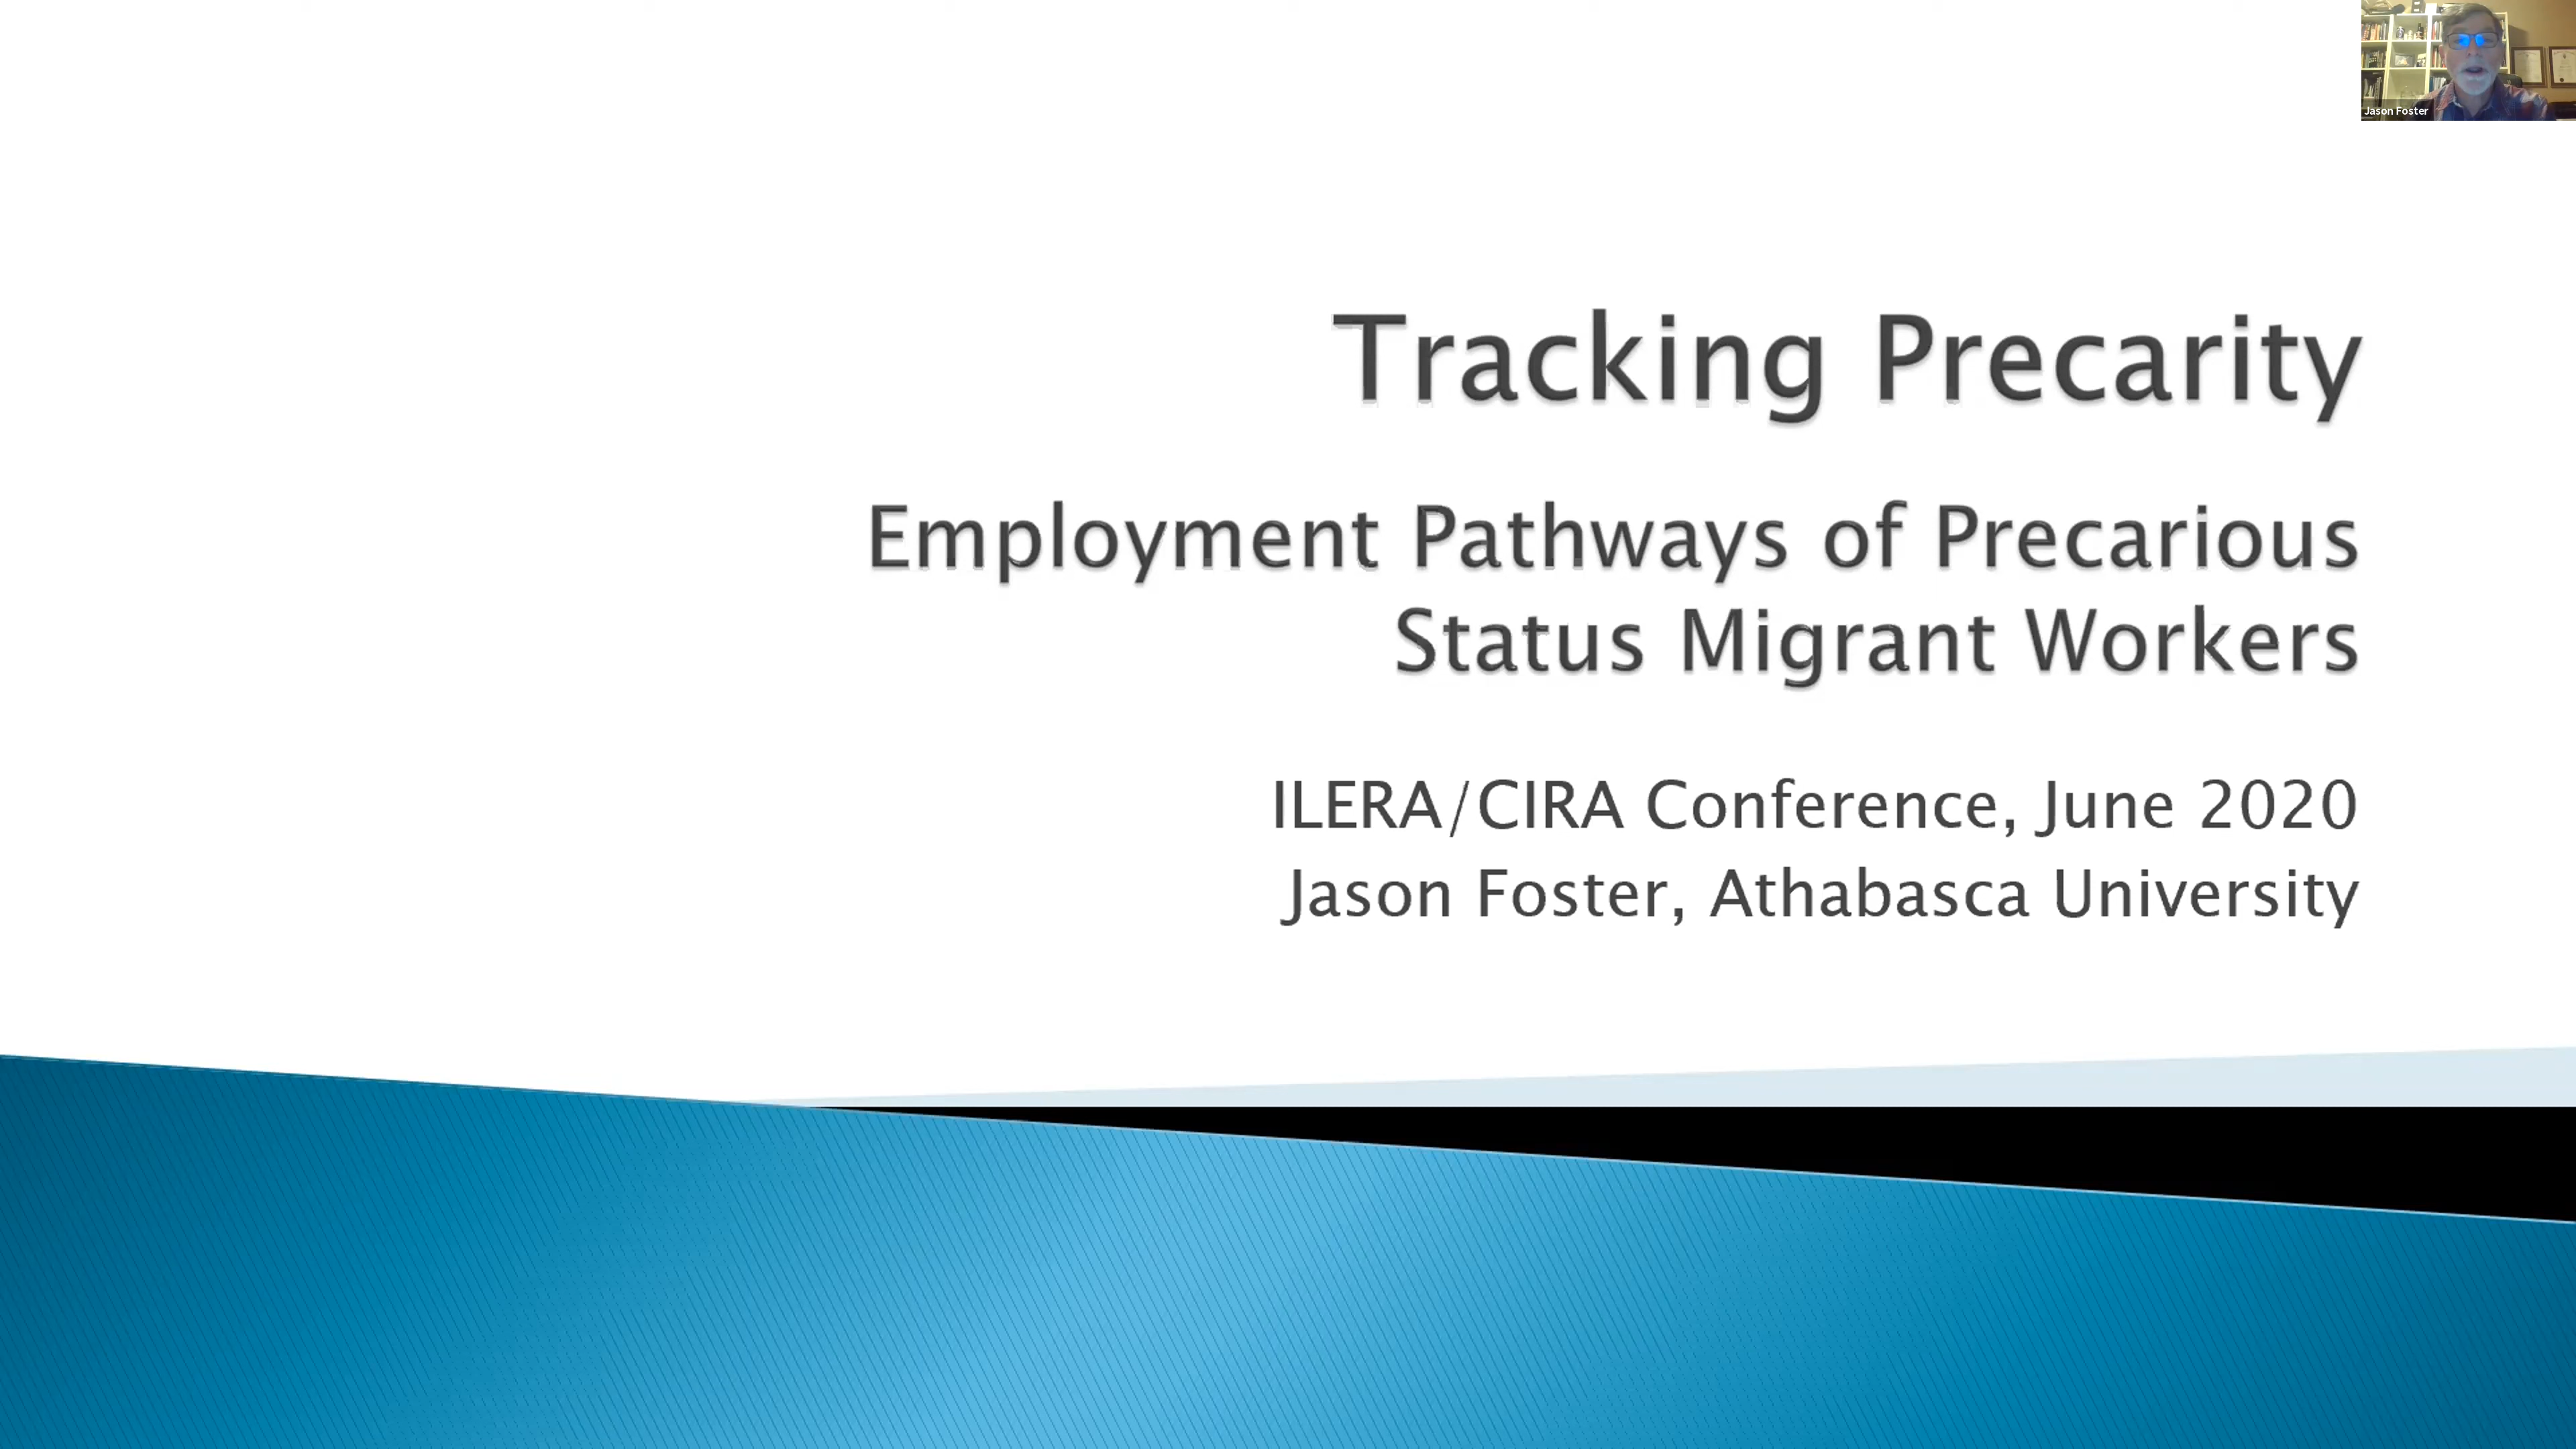 Jason Foster
Tracking Precarity
Employment Pathways of Precarious
Status Migrant Workers
ILERA/CIRA Conference, June 2020
Jason Foster, Athabasca University